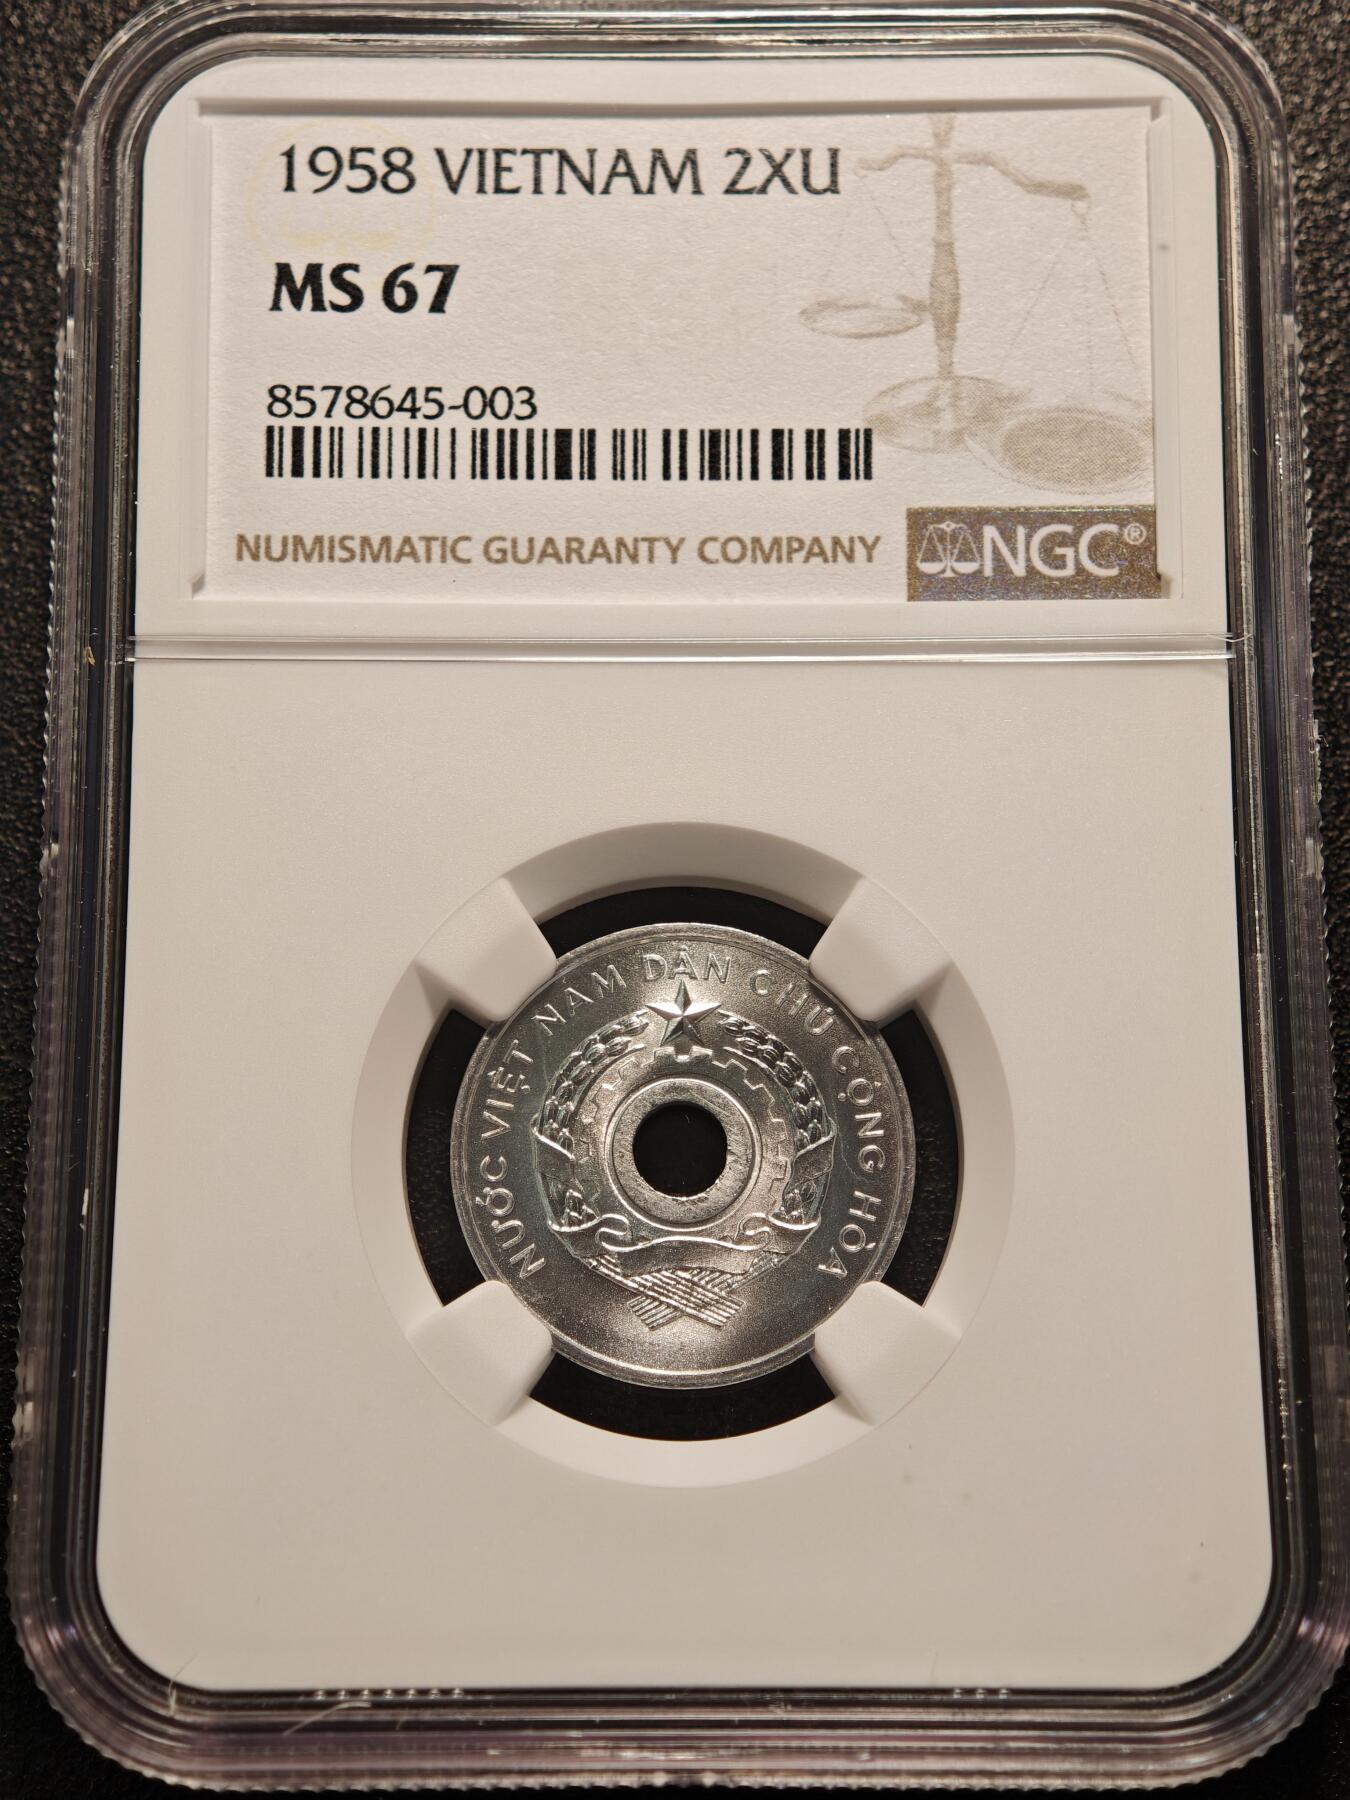 1958 VIETNAM 2XU
MS 67
8578645-003
NUMISMATIC GUARANTY COMPANY
NGC®
NƯỚC VIỆT NAM DÂN CHỦ CỘNG HÒA